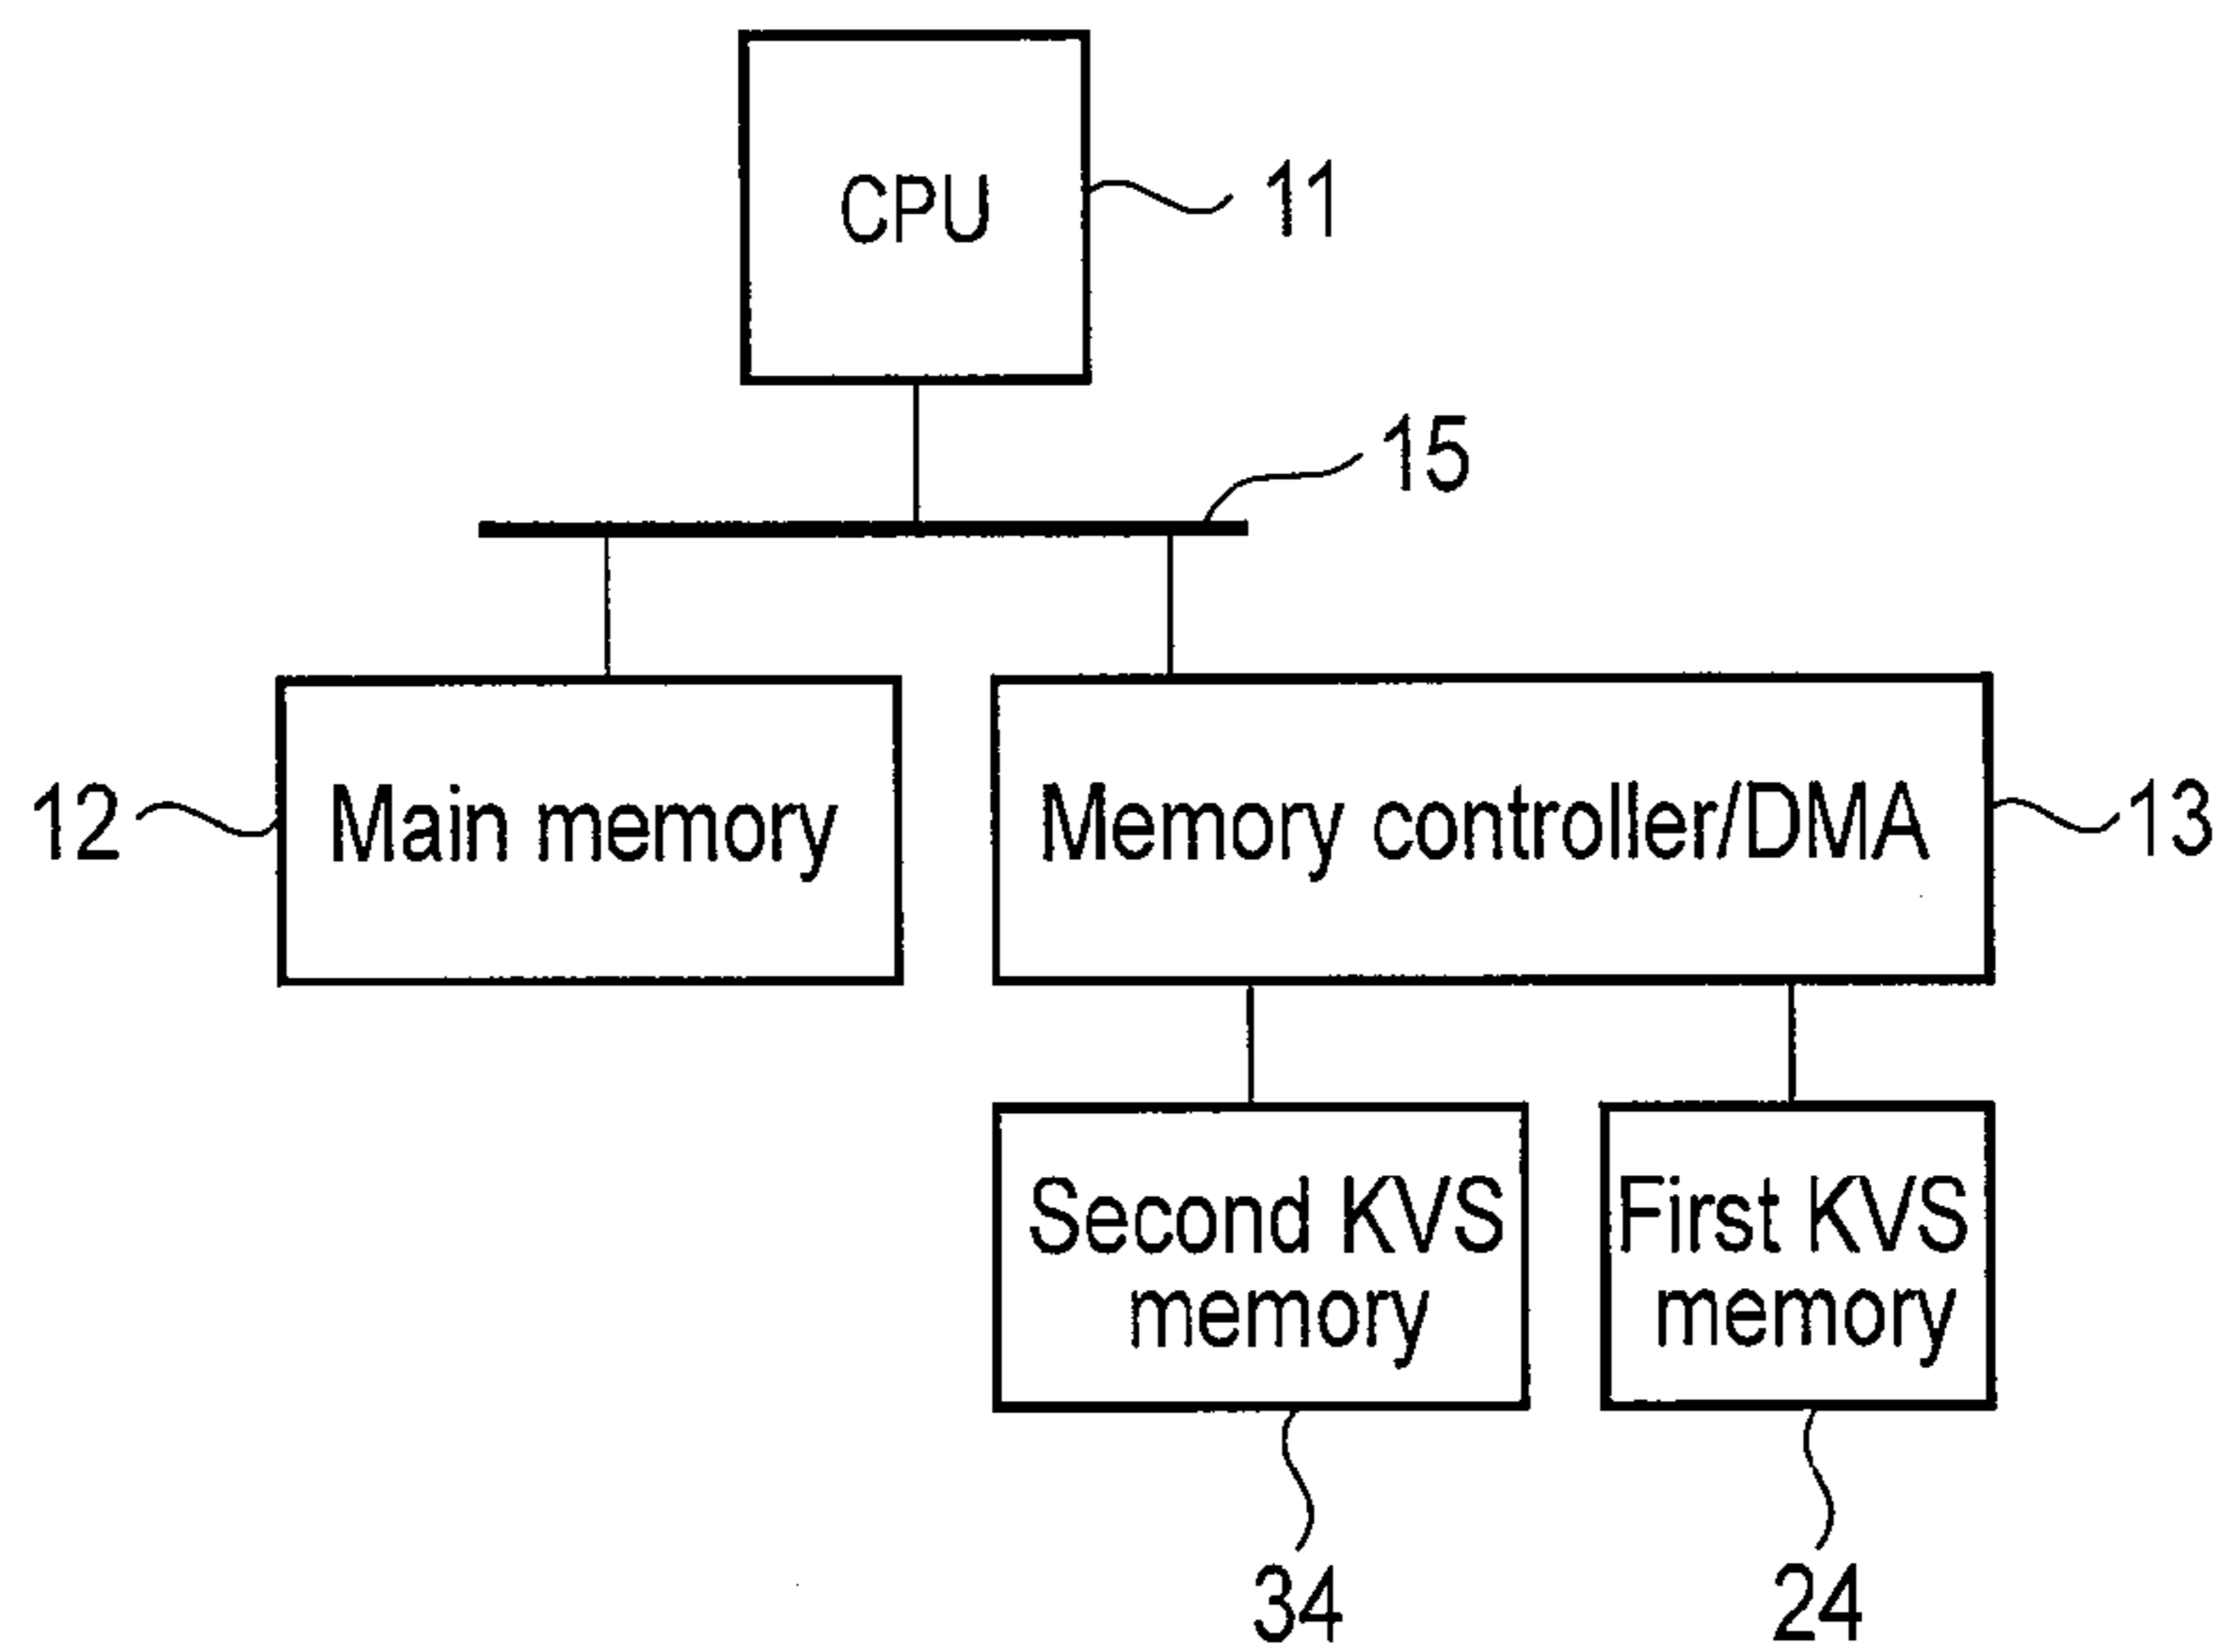 CPU
11
15
12
Main memory
Memory controller/DMA
13
Second KVS
memory
First KVS
memory
34
24